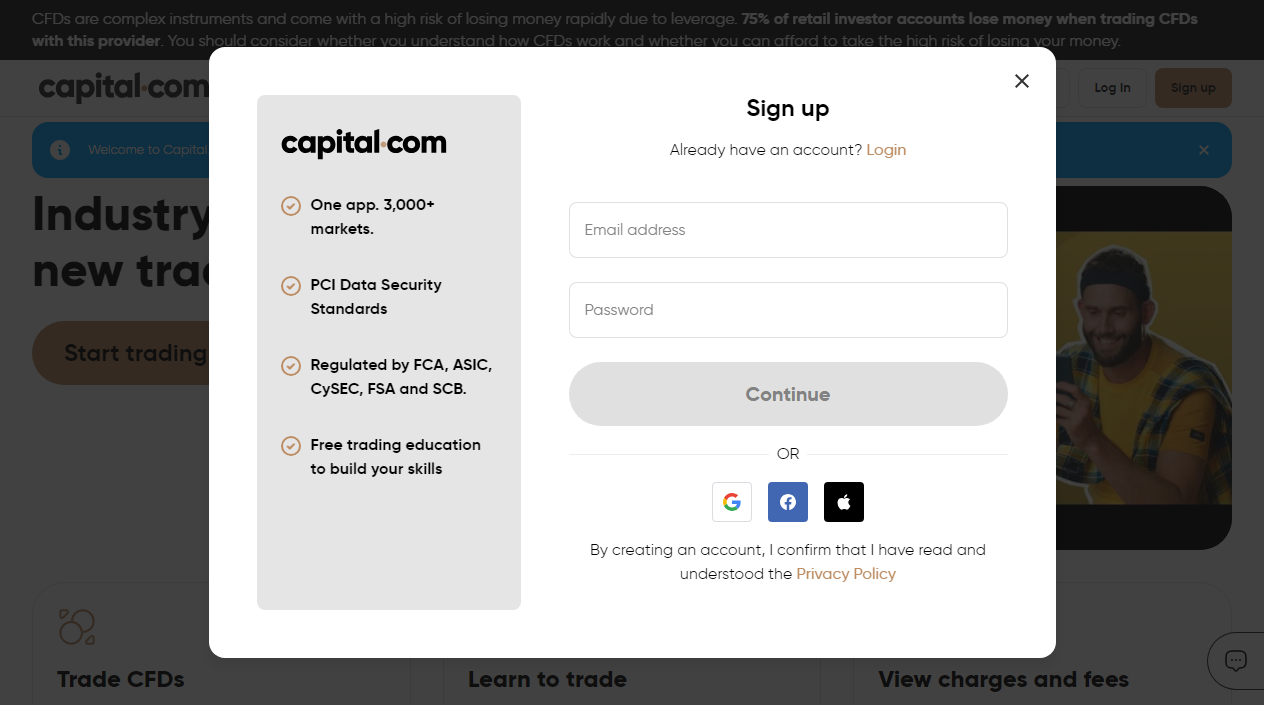 CFDs are complex instruments and come with a high risk of losing money rapidly due to leverage. 75% of retail investor accounts lose money when trading CFDs
with this provider. You should consider whether you understand how CFDs work and whether you can afford to take the high risk of losing your money.
capital.com
Log In
Sign up
Welcome to Capital
Industry
new trad
Start trading
capital.com
One app. 3,000+
markets.
PCI Data Security
Standards
Regulated by FCA, ASIC,
CySEC, FSA and SCB.
Free trading education
to build your skills
Sign up
Already have an account? Login
Email address
Password
Continue
OR
By creating an account, I confirm that I have read and
understood the Privacy Policy
Trade CFDs
Learn to trade
View charges and fees